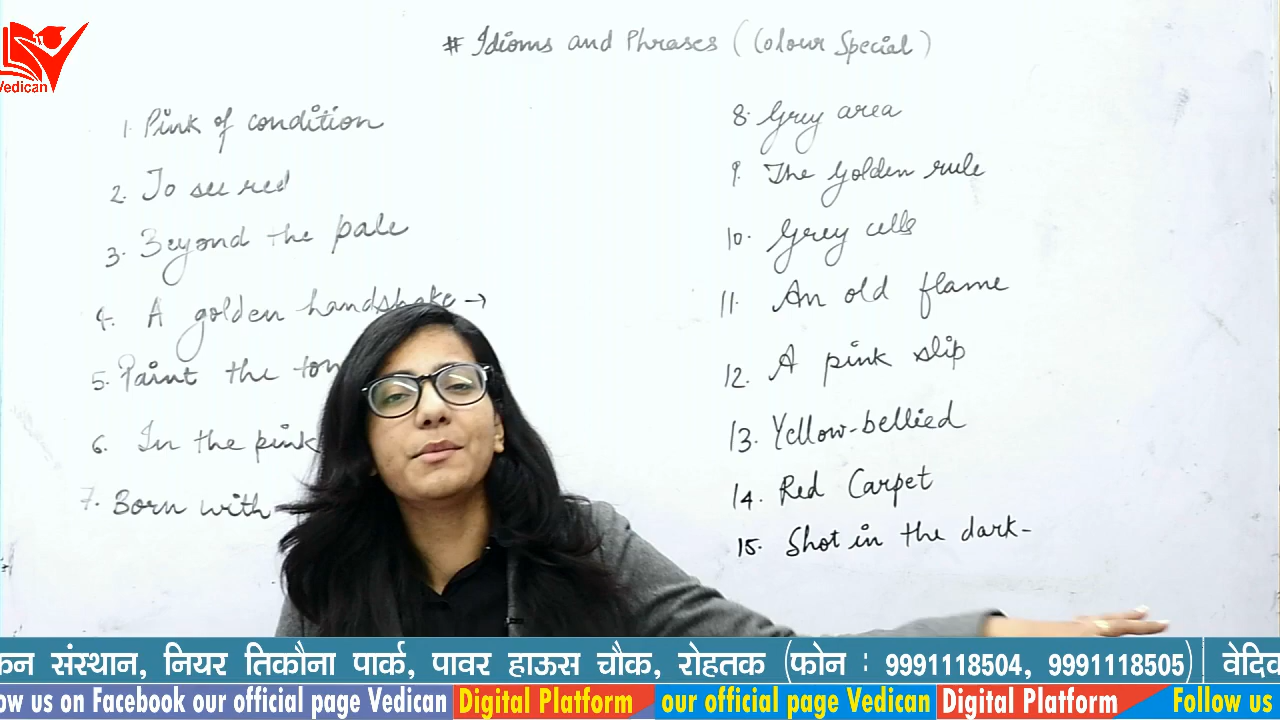 Vedican
# Idioms and Phrases (Colour Special)
1. Pink of condition
2. To see red
3. Beyond the pale
4. A golden handshake →
5. Paint the
6. In the pink
7. Born with
8. Grey area
9. The golden rule
10. Grey cells
11. An old flame
12. A pink slip
13. Yellow-bellied
14. Red Carpet
15. Shot in the dark-
संस्थान, नियर तिकौना पार्क, पावर हाऊस चौक, रोहतक (फोन : 9991118504, 9991118505)
us on Facebook our official page Vedican Digital Platform our official page Vedican Digital Platform Follow us